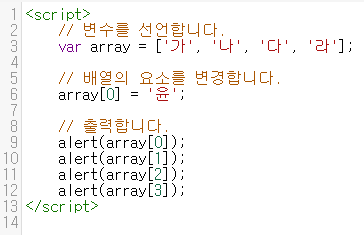 1 <script>
2 // 변수를 선언합니다.
3 var array = ['가', '나', '다', '라'];
4
5 // 배열의 요소를 변경합니다.
6 array[0] = '윤';
7
8 // 출력합니다.
9 alert(array[0]);
10 alert(array[1]);
11 alert(array[2]);
12 alert(array[3]);
13 </script>
14